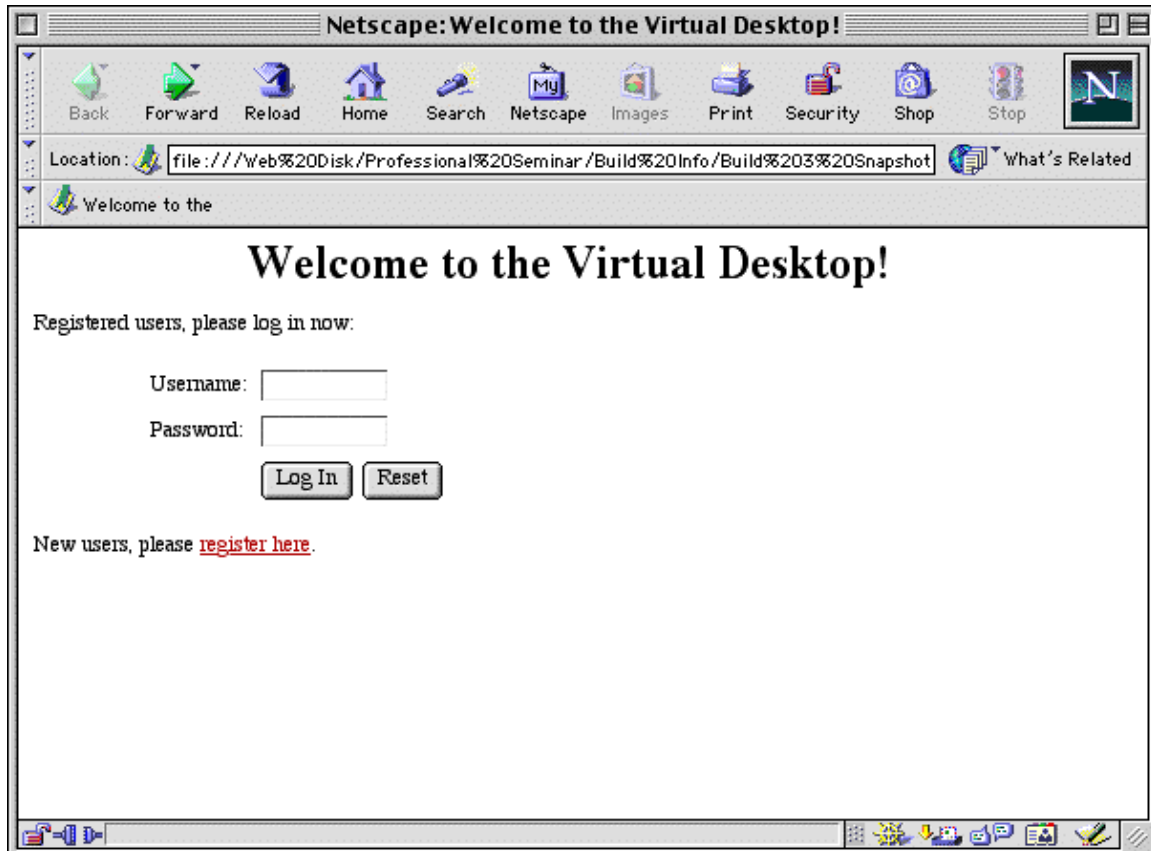 Netscape: Welcome to the Virtual Desktop!
Back Forward Reload Home Search My Netscape Images Print Security Shop Stop N
Location: file:///Web%20Disk/Professional%20Seminar/Build%20Info/Build%203%20Snapshot What's Related
Welcome to the
Welcome to the Virtual Desktop!
Registered users, please log in now:
Username:
Password:
Log In Reset
New users, please register here.